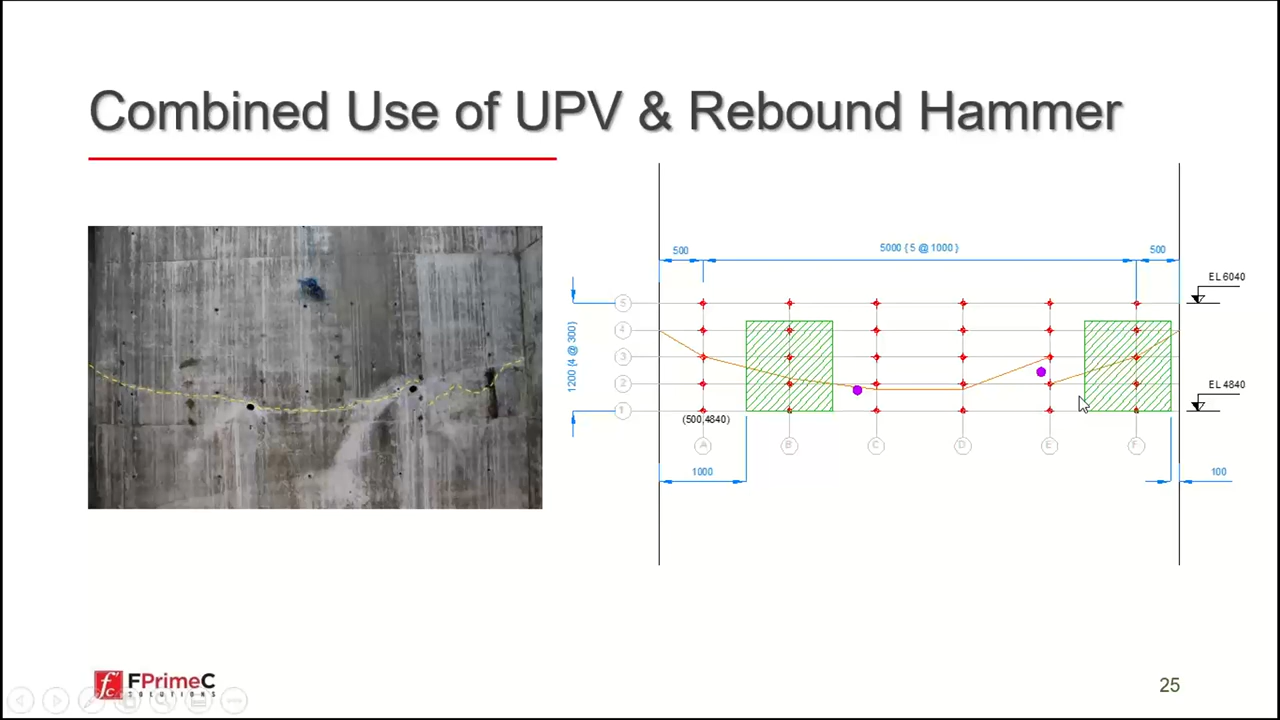 Combined Use of UPV & Rebound Hammer
500
5000 { 5 @ 1000 }
500
EL 6040
5
4
3
2
1
1200 {4 @ 300}
EL 4840
(500,4840)
A
B
C
D
E
F
1000
100
fc
FPrimeC
SOLUTIONS
25